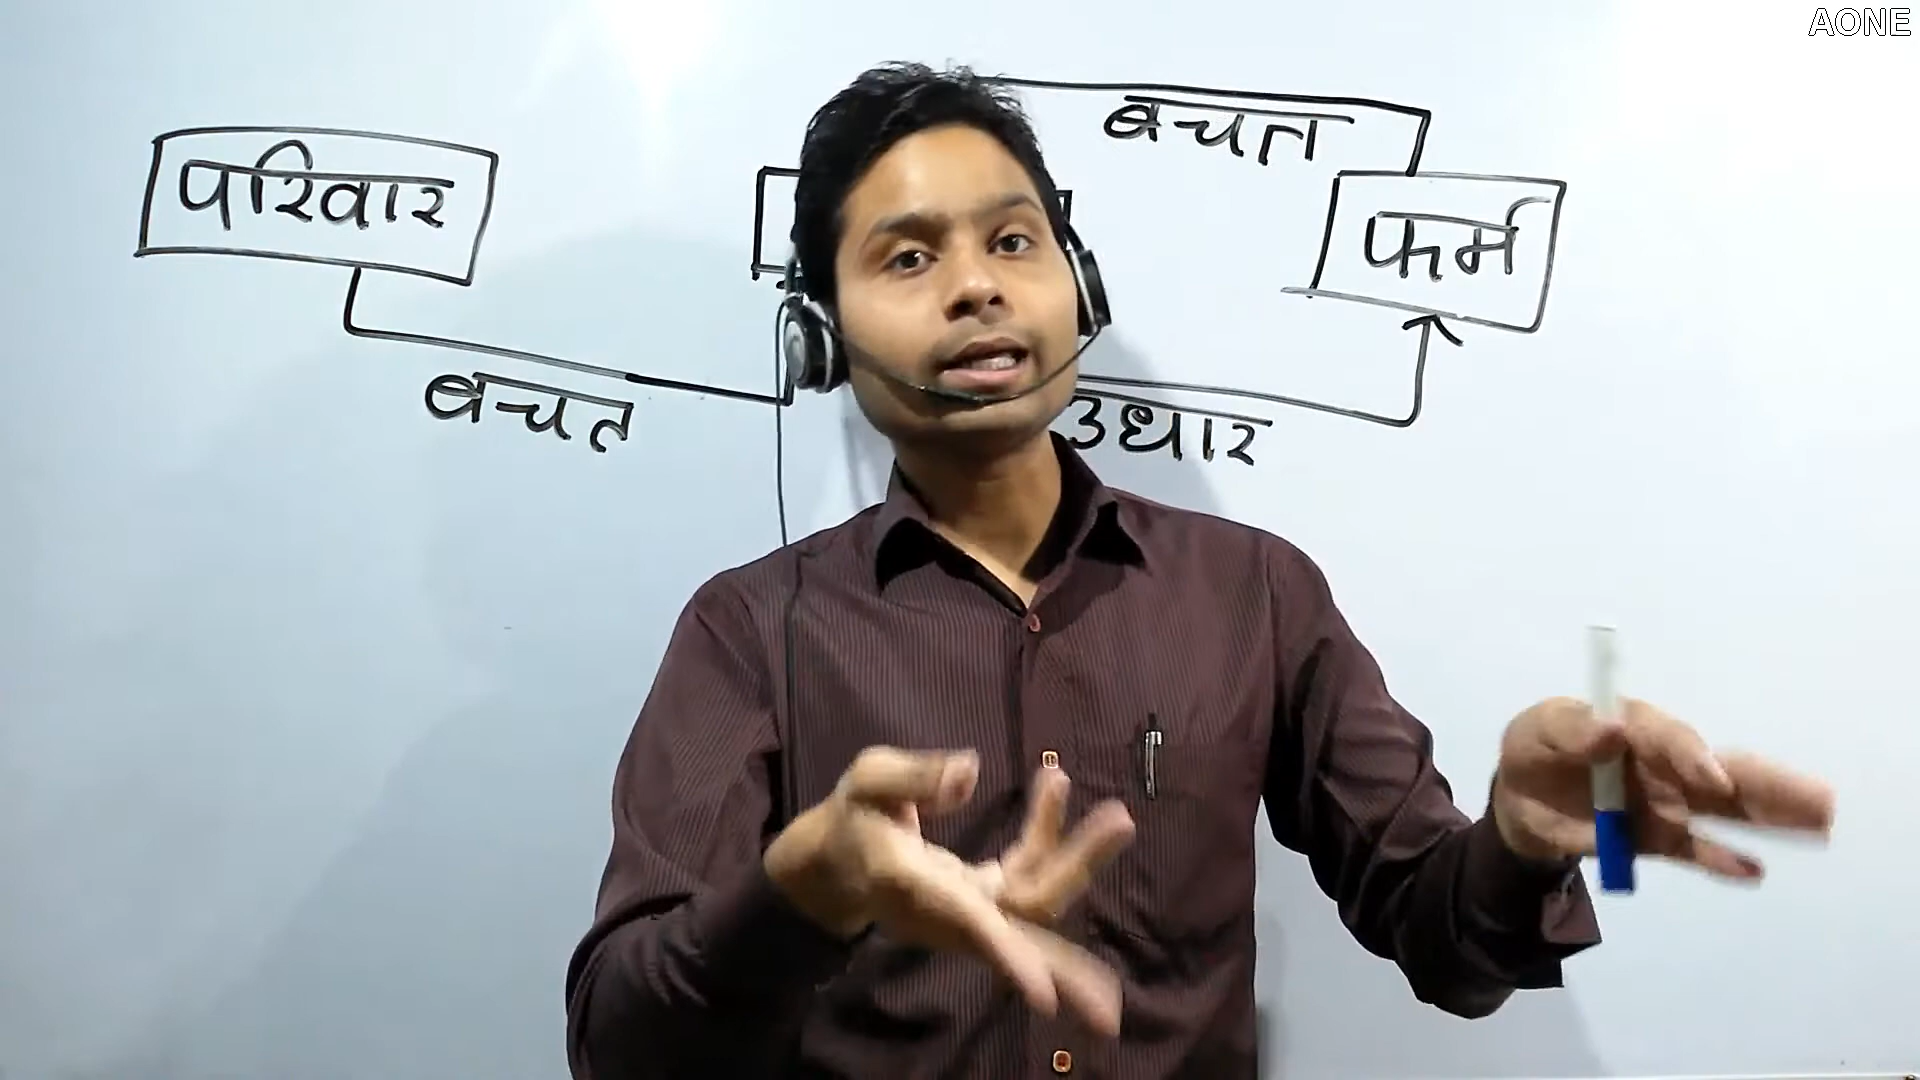 AONE
बचत
परिवार
फर्म
बचत
उधार